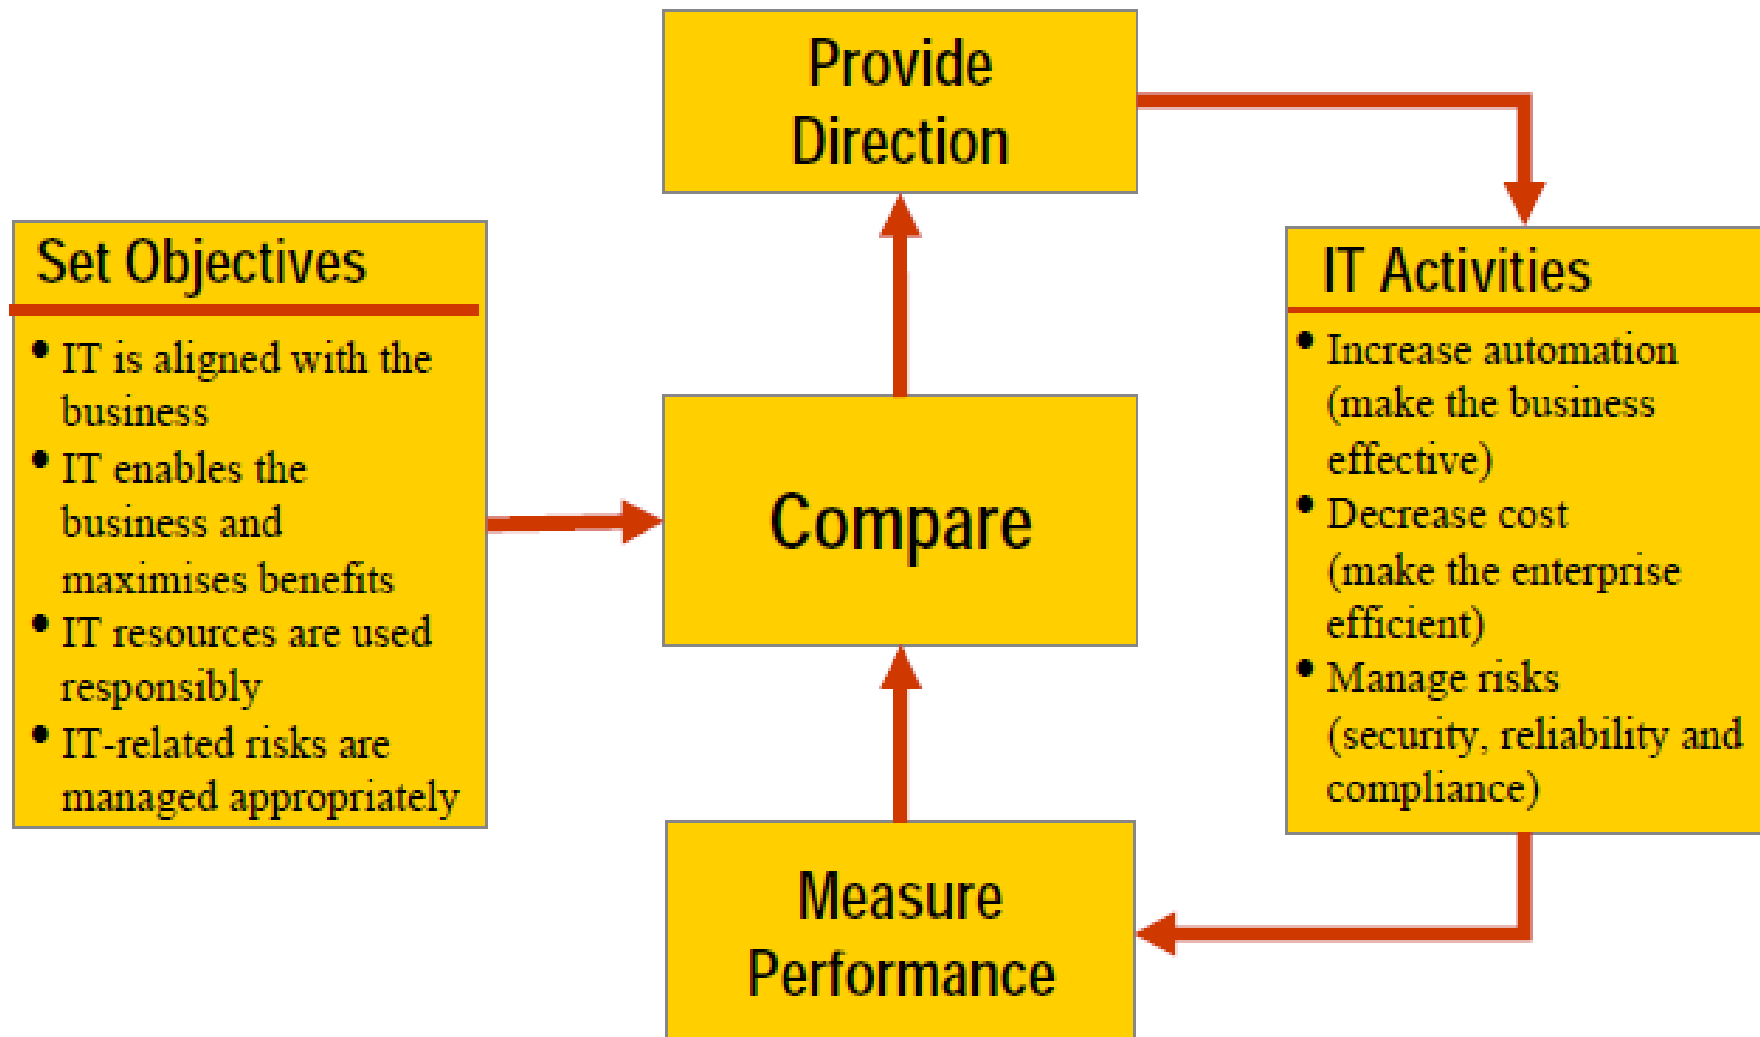 Provide
Direction
Set Objectives
• IT is aligned with the
business
• IT enables the
business and
maximises benefits
• IT resources are used
responsibly
• IT-related risks are
managed appropriately
Compare
IT Activities
• Increase automation
(make the business
effective)
• Decrease cost
(make the enterprise
efficient)
• Manage risks
(security, reliability and
compliance)
Measure
Performance